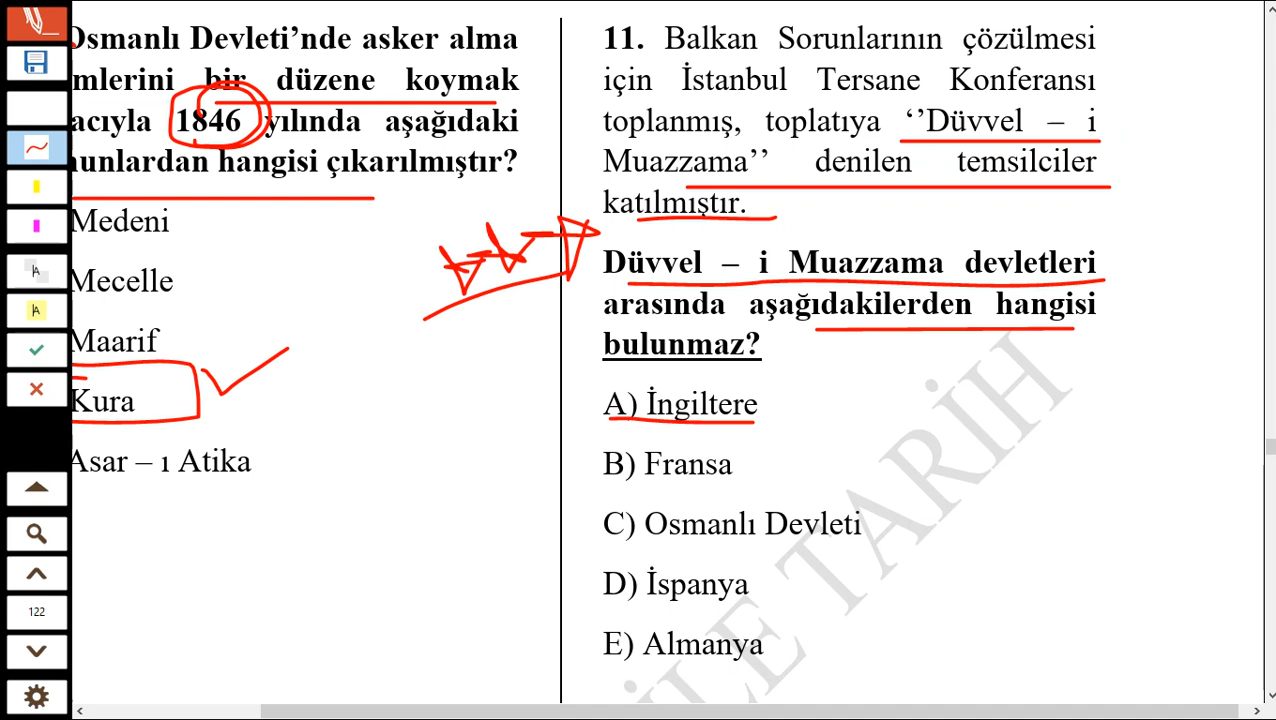 Osmanlı Devleti’nde asker alma
mlerini bir düzene koymak
acıyla 1846 yılında aşağıdaki
unlardan hangisi çıkarılmıştır?
Medeni
Mecelle
Maarif
Kura
Asar – ı Atika
11. Balkan Sorunlarının çözülmesi
için İstanbul Tersane Konferansı
toplanmış, toplatıya ‘’Düvvel – i
Muazzama’’ denilen temsilciler
katılmıştır.
Düvvel – i Muazzama devletleri
arasında aşağıdakilerden hangisi
bulunmaz?
A) İngiltere
B) Fransa
C) Osmanlı Devleti
D) İspanya
E) Almanya
İLE TARİH
122